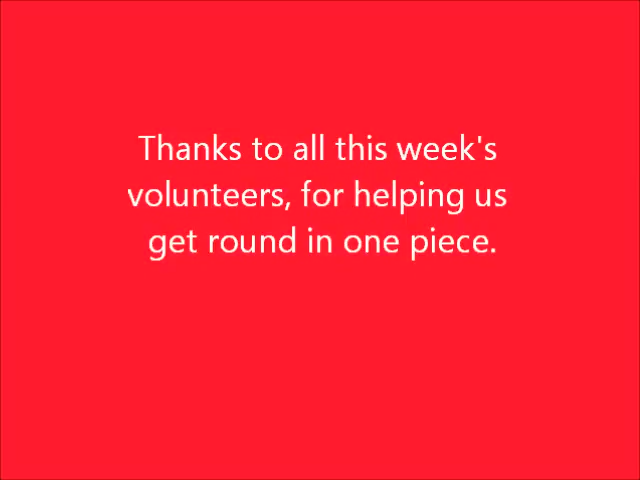 Thanks to all this week's
volunteers, for helping us
get round in one piece.